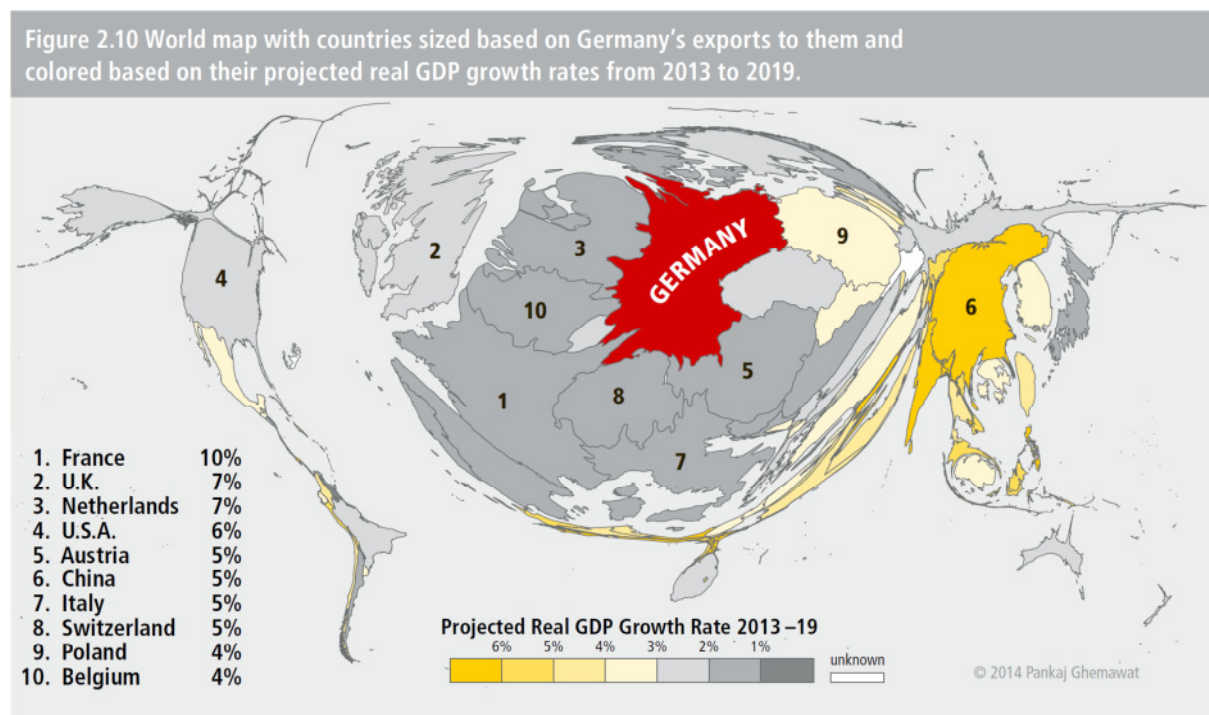 Figure 2.10 World map with countries sized based on Germany's exports to them and
colored based on their projected real GDP growth rates from 2013 to 2019.
GERMANY
2
3
9
4
6
10
5
1
8
7
1. France 10%
2. U.K. 7%
3. Netherlands 7%
4. U.S.A. 6%
5. Austria 5%
6. China 5%
7. Italy 5%
8. Switzerland 5%
9. Poland 4%
10. Belgium 4%
Projected Real GDP Growth Rate 2013–19
6% 5% 4% 3% 2% 1%
unknown
© 2014 Pankaj Ghemawat